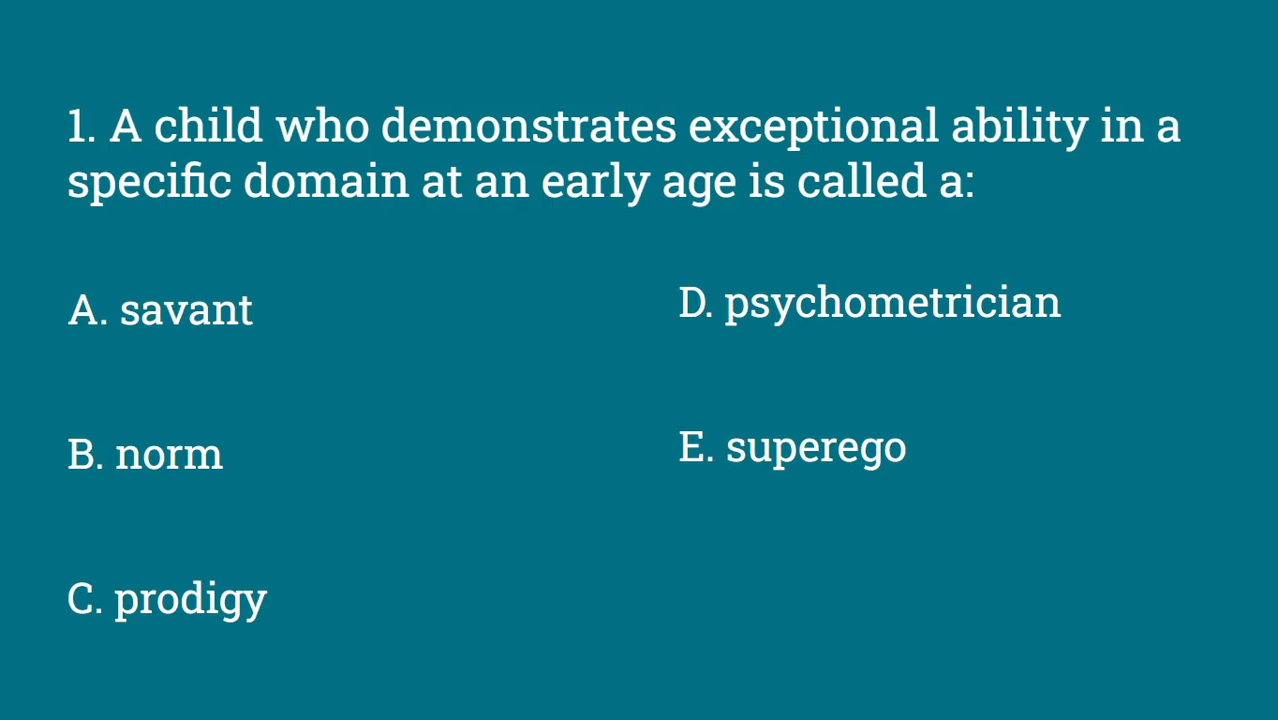 1. A child who demonstrates exceptional ability in a
specific domain at an early age is called a:
A. savant
B. norm
C. prodigy
D. psychometrician
E. superego